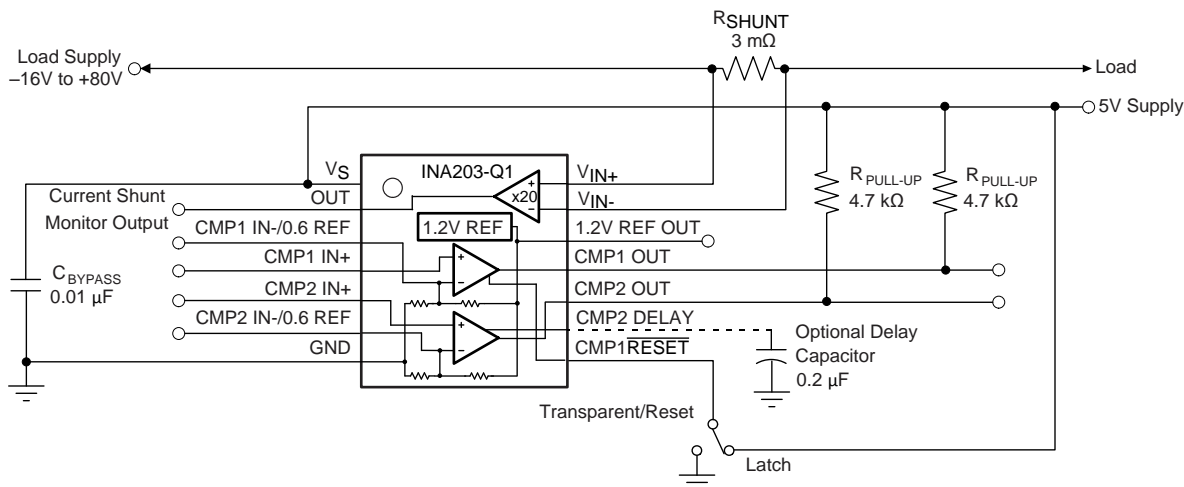 RSHUNT
3 mΩ
Load Supply
–16V to +80V
Load
5V Supply
VS
INA203-Q1
VIN+
RPULL-UP
4.7 kΩ
RPULL-UP
4.7 kΩ
Current Shunt
Monitor Output
OUT
+
x20
−
VIN-
CMP1 IN-/0.6 REF
1.2V REF
1.2V REF OUT
CMP1 IN+
+
−
CMP1 OUT
CBYPASS
0.01 µF
CMP2 IN+
+
−
CMP2 OUT
CMP2 IN-/0.6 REF
CMP2 DELAY
GND
CMP1RESET
Optional Delay
Capacitor
0.2 µF
Transparent/Reset
Latch